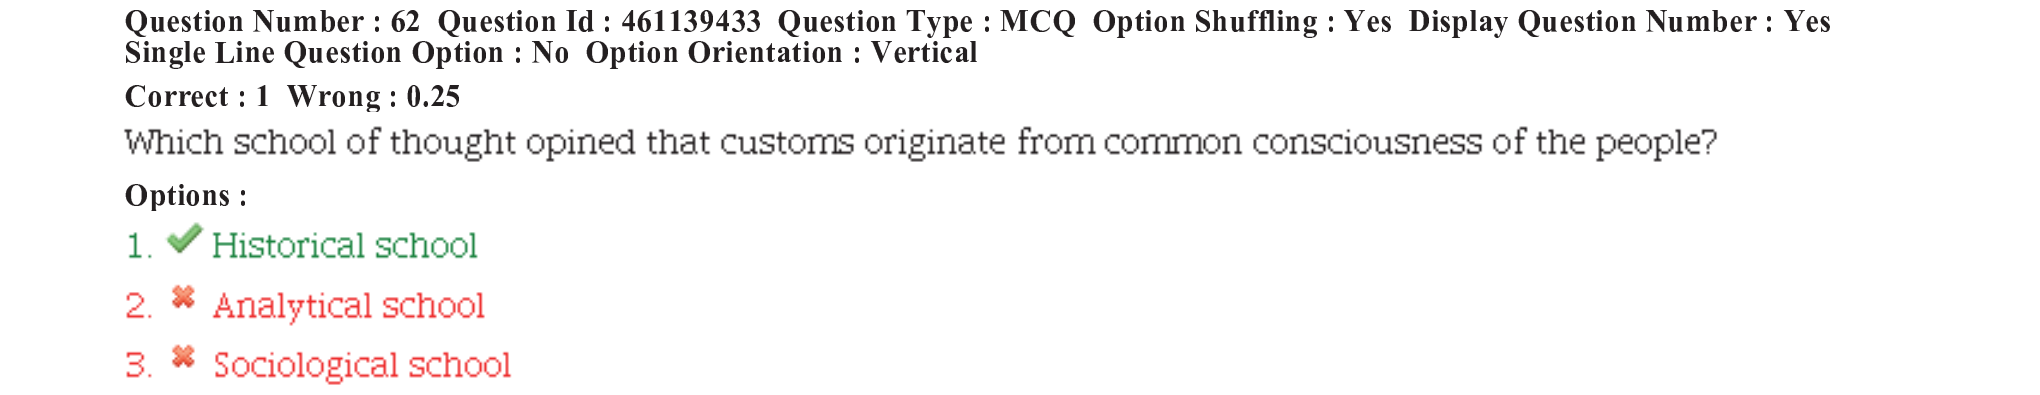 Question Number : 62 Question Id : 461139433 Question Type : MCQ Option Shuffling : Yes Display Question Number : Yes
Single Line Question Option : No Option Orientation : Vertical
Correct : 1 Wrong : 0.25
Which school of thought opined that customs originate from common consciousness of the people?
Options :
1. Historical school
2. Analytical school
3. Sociological school